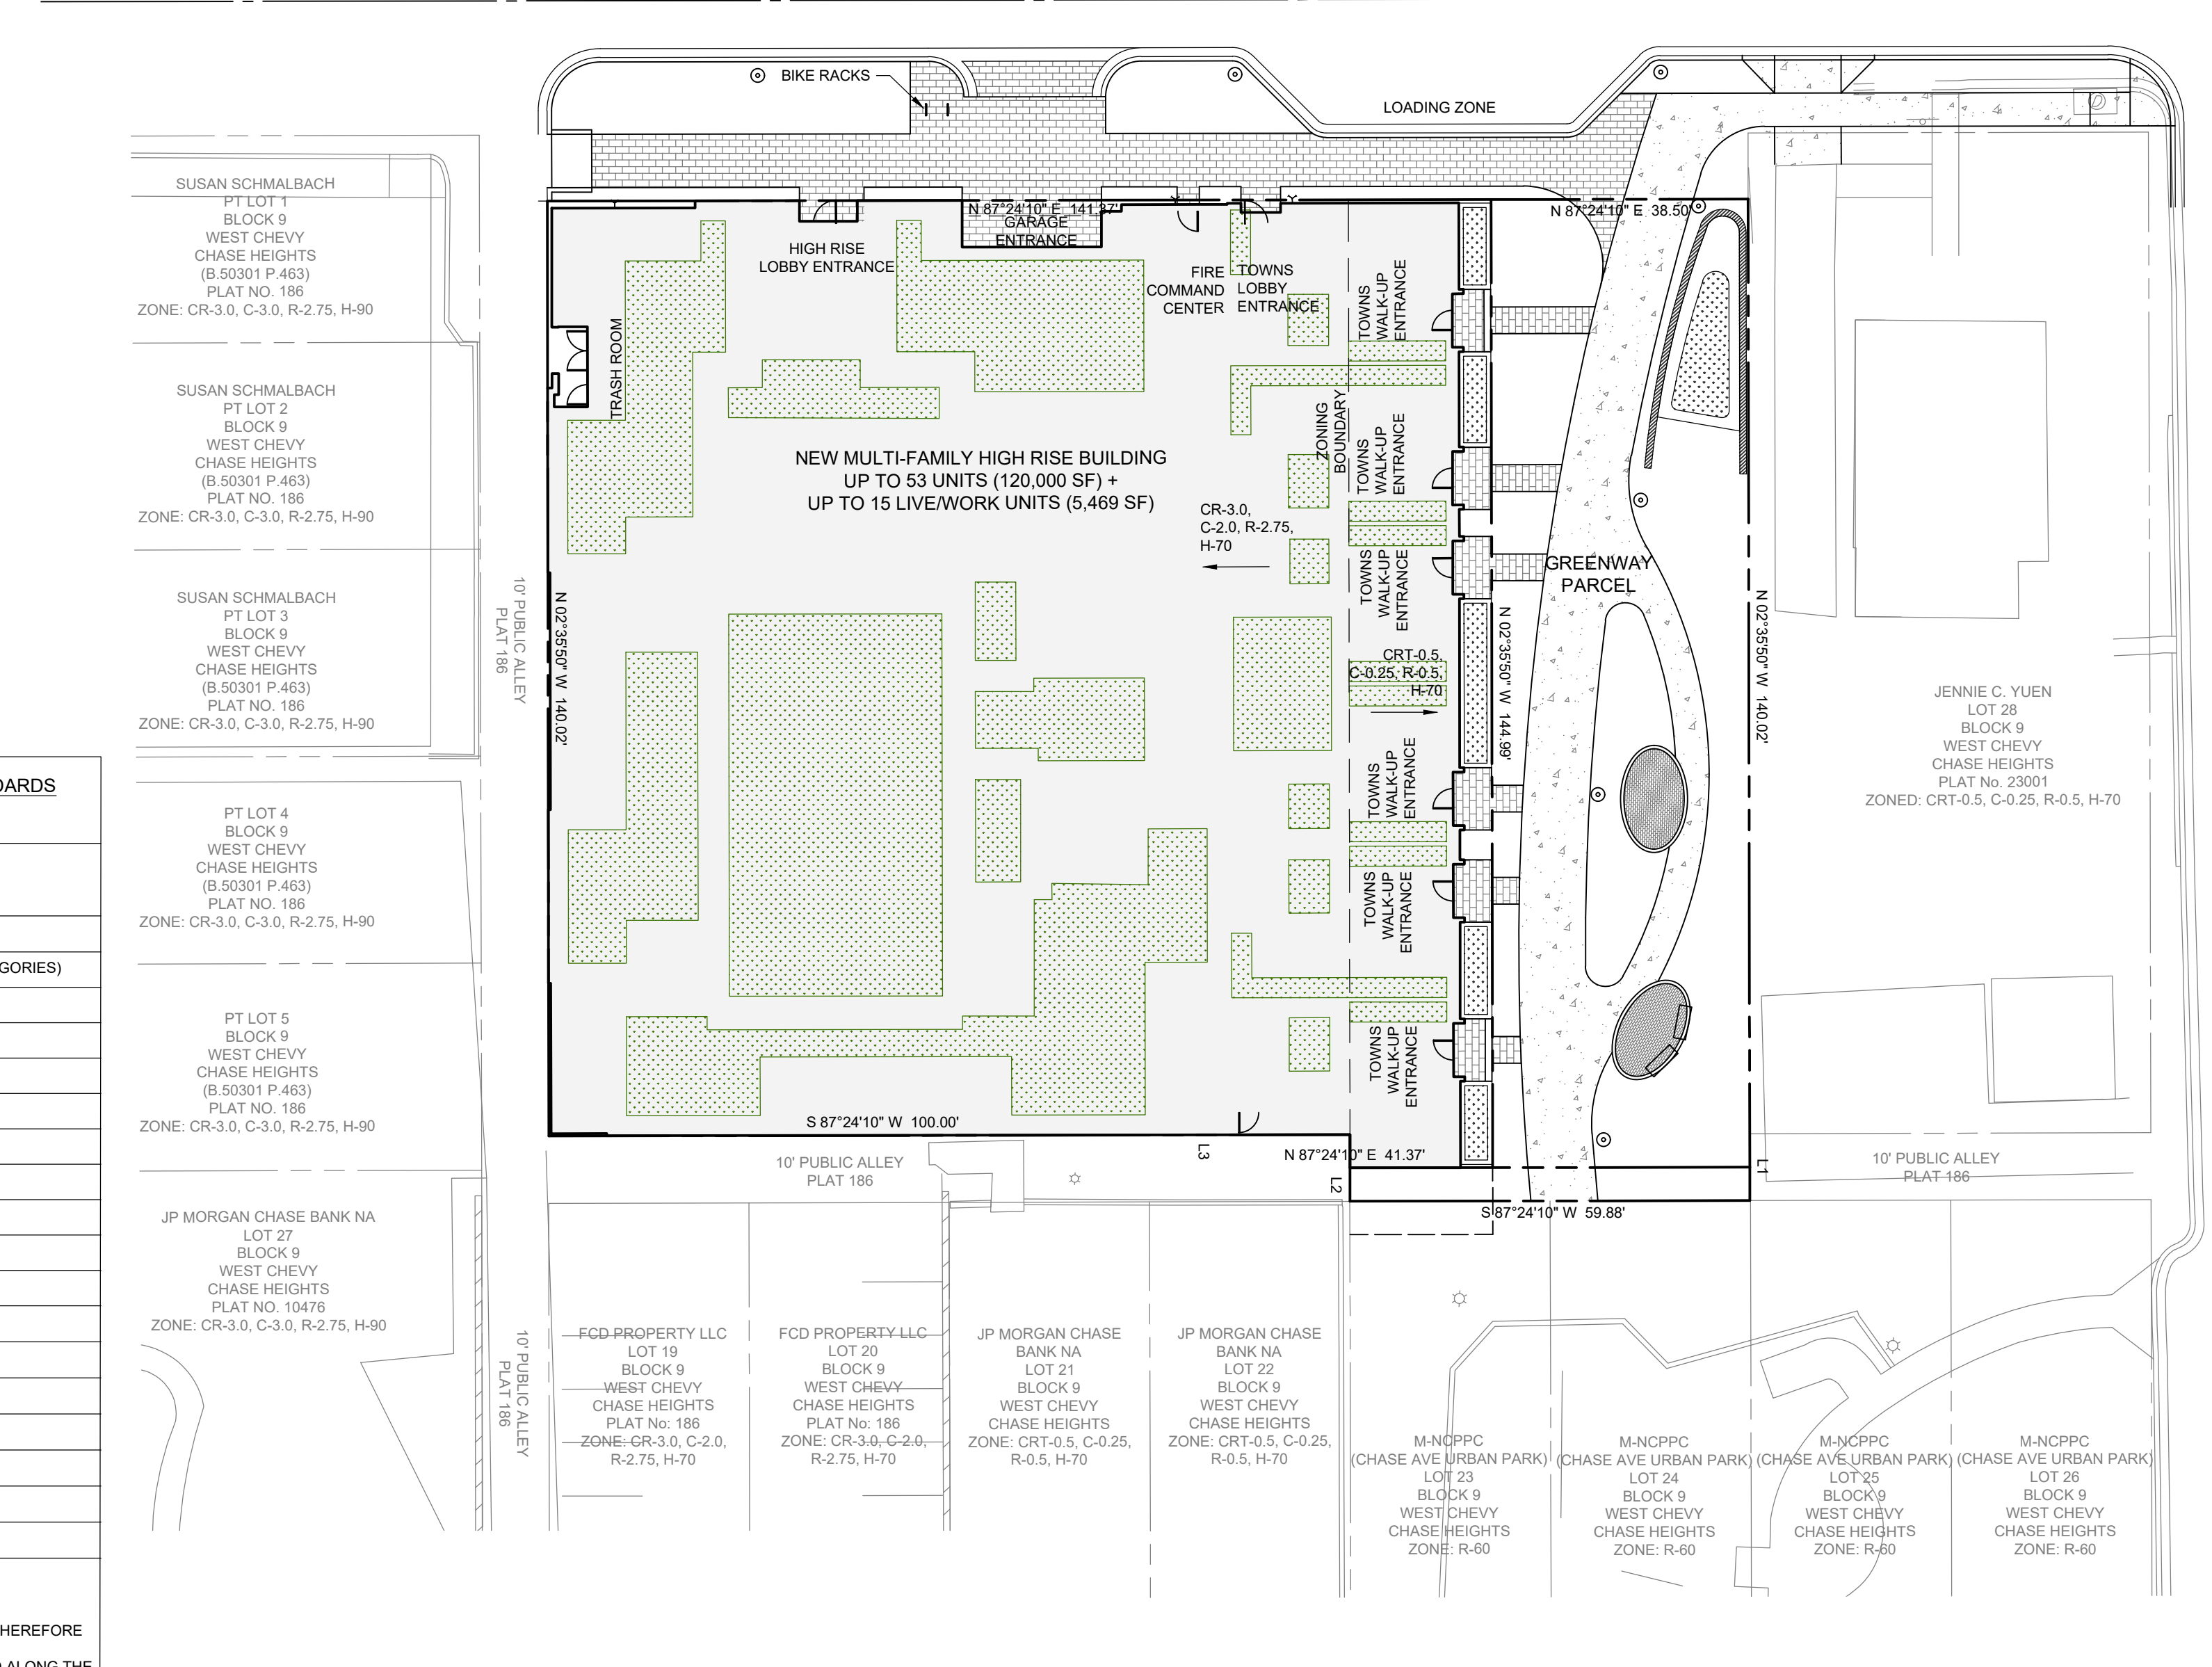 BIKE RACKS
LOADING ZONE
N 87°24'10" E 141.37'
N 87°24'10" E 38.50'
GARAGE
ENTRANCE
HIGH RISE
LOBBY ENTRANCE
FIRE
COMMAND
CENTER
TOWNS
LOBBY
ENTRANCE
TOWNS
WALK-UP
ENTRANCE
TRASH ROOM
ZONING
BOUNDARY
TOWNS
WALK-UP
ENTRANCE
NEW MULTI-FAMILY HIGH RISE BUILDING
UP TO 53 UNITS (120,000 SF) +
UP TO 15 LIVE/WORK UNITS (5,469 SF)
CR-3.0,
C-2.0, R-2.75,
H-70
TOWNS
WALK-UP
ENTRANCE
GREENWAY
PARCEL
CRT-0.5,
C-0.25, R-0.5,
H-70
N 02°35'50" W 140.02'
N 02°35'50" W 144.99'
N 02°35'50" W 140.02'
TOWNS
WALK-UP
ENTRANCE
TOWNS
WALK-UP
ENTRANCE
TOWNS
WALK-UP
ENTRANCE
S 87°24'10" W 100.00'
L3
N 87°24'10" E 41.37'
L2
L1
S 87°24'10" W 59.88'
SUSAN SCHMALBACH
PT LOT 1
BLOCK 9
WEST CHEVY
CHASE HEIGHTS
(B.50301 P.463)
PLAT NO. 186
ZONE: CR-3.0, C-3.0, R-2.75, H-90
SUSAN SCHMALBACH
PT LOT 2
BLOCK 9
WEST CHEVY
CHASE HEIGHTS
(B.50301 P.463)
PLAT NO. 186
ZONE: CR-3.0, C-3.0, R-2.75, H-90
SUSAN SCHMALBACH
PT LOT 3
BLOCK 9
WEST CHEVY
CHASE HEIGHTS
(B.50301 P.463)
PLAT NO. 186
ZONE: CR-3.0, C-3.0, R-2.75, H-90
10' PUBLIC ALLEY
PLAT 186
PT LOT 4
BLOCK 9
WEST CHEVY
CHASE HEIGHTS
(B.50301 P.463)
PLAT NO. 186
ZONE: CR-3.0, C-3.0, R-2.75, H-90
PT LOT 5
BLOCK 9
WEST CHEVY
CHASE HEIGHTS
(B.50301 P.463)
PLAT NO. 186
ZONE: CR-3.0, C-3.0, R-2.75, H-90
JP MORGAN CHASE BANK NA
LOT 27
BLOCK 9
WEST CHEVY
CHASE HEIGHTS
PLAT NO. 10476
ZONE: CR-3.0, C-3.0, R-2.75, H-90
10' PUBLIC ALLEY
PLAT 186
JENNIE C. YUEN
LOT 28
BLOCK 9
WEST CHEVY
CHASE HEIGHTS
PLAT No. 23001
ZONED: CRT-0.5, C-0.25, R-0.5, H-70
10' PUBLIC ALLEY
PLAT 186
10' PUBLIC ALLEY
PLAT 186
FCD PROPERTY LLC
LOT 19
BLOCK 9
WEST CHEVY
CHASE HEIGHTS
PLAT No: 186
ZONE: CR-3.0, C-2.0,
R-2.75, H-70
FCD PROPERTY LLC
LOT 20
BLOCK 9
WEST CHEVY
CHASE HEIGHTS
PLAT No: 186
ZONE: CR-3.0, C-2.0,
R-2.75, H-70
JP MORGAN CHASE
BANK NA
LOT 21
BLOCK 9
WEST CHEVY
CHASE HEIGHTS
ZONE: CRT-0.5, C-0.25,
R-0.5, H-70
JP MORGAN CHASE
BANK NA
LOT 22
BLOCK 9
WEST CHEVY
CHASE HEIGHTS
ZONE: CRT-0.5, C-0.25,
R-0.5, H-70
M-NCPPC
(CHASE AVE URBAN PARK)
LOT 23
BLOCK 9
WEST CHEVY
CHASE HEIGHTS
ZONE: R-60
M-NCPPC
(CHASE AVE URBAN PARK)
LOT 24
BLOCK 9
WEST CHEVY
CHASE HEIGHTS
ZONE: R-60
M-NCPPC
(CHASE AVE URBAN PARK)
LOT 25
BLOCK 9
WEST CHEVY
CHASE HEIGHTS
ZONE: R-60
M-NCPPC
(CHASE AVE URBAN PARK)
LOT 26
BLOCK 9
WEST CHEVY
CHASE HEIGHTS
ZONE: R-60
DARDS
GORIES)
HEREFORE
ALONG THE